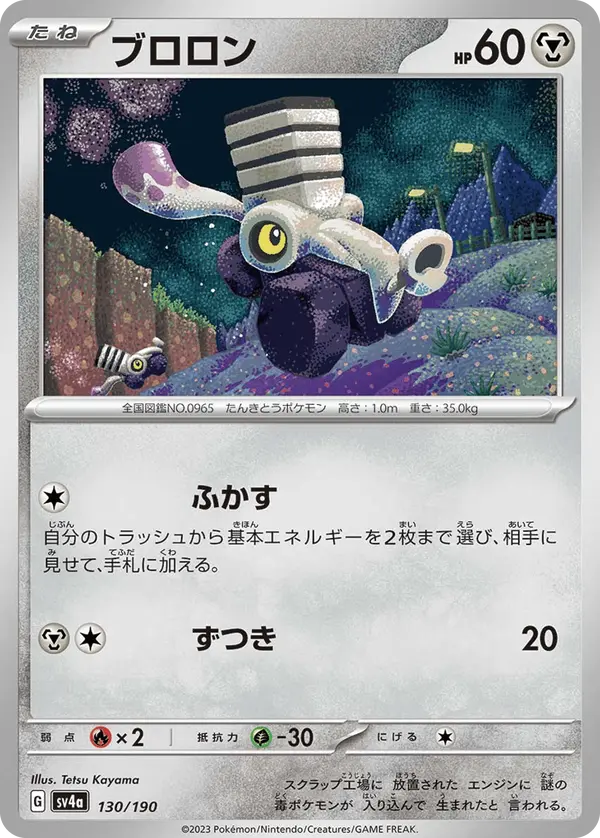 たね ブロロン HP60
全国図鑑NO.0965 たんきとうポケモン 高さ：1.0m 重さ：35.0kg
ふかす
自分のトラッシュから基本エネルギーを2枚まで選び、相手に
見せて、手札に加える。
ずつき 20
弱点 ×2 抵抗力 -30 にげる
Illus. Tetsu Kayama
G sv4a 130/190
スクラップ工場に 放置された エンジンに 謎の
毒ポケモンが 入り込んで 生まれたと 言われる。
©2023 Pokémon/Nintendo/Creatures/GAME FREAK.